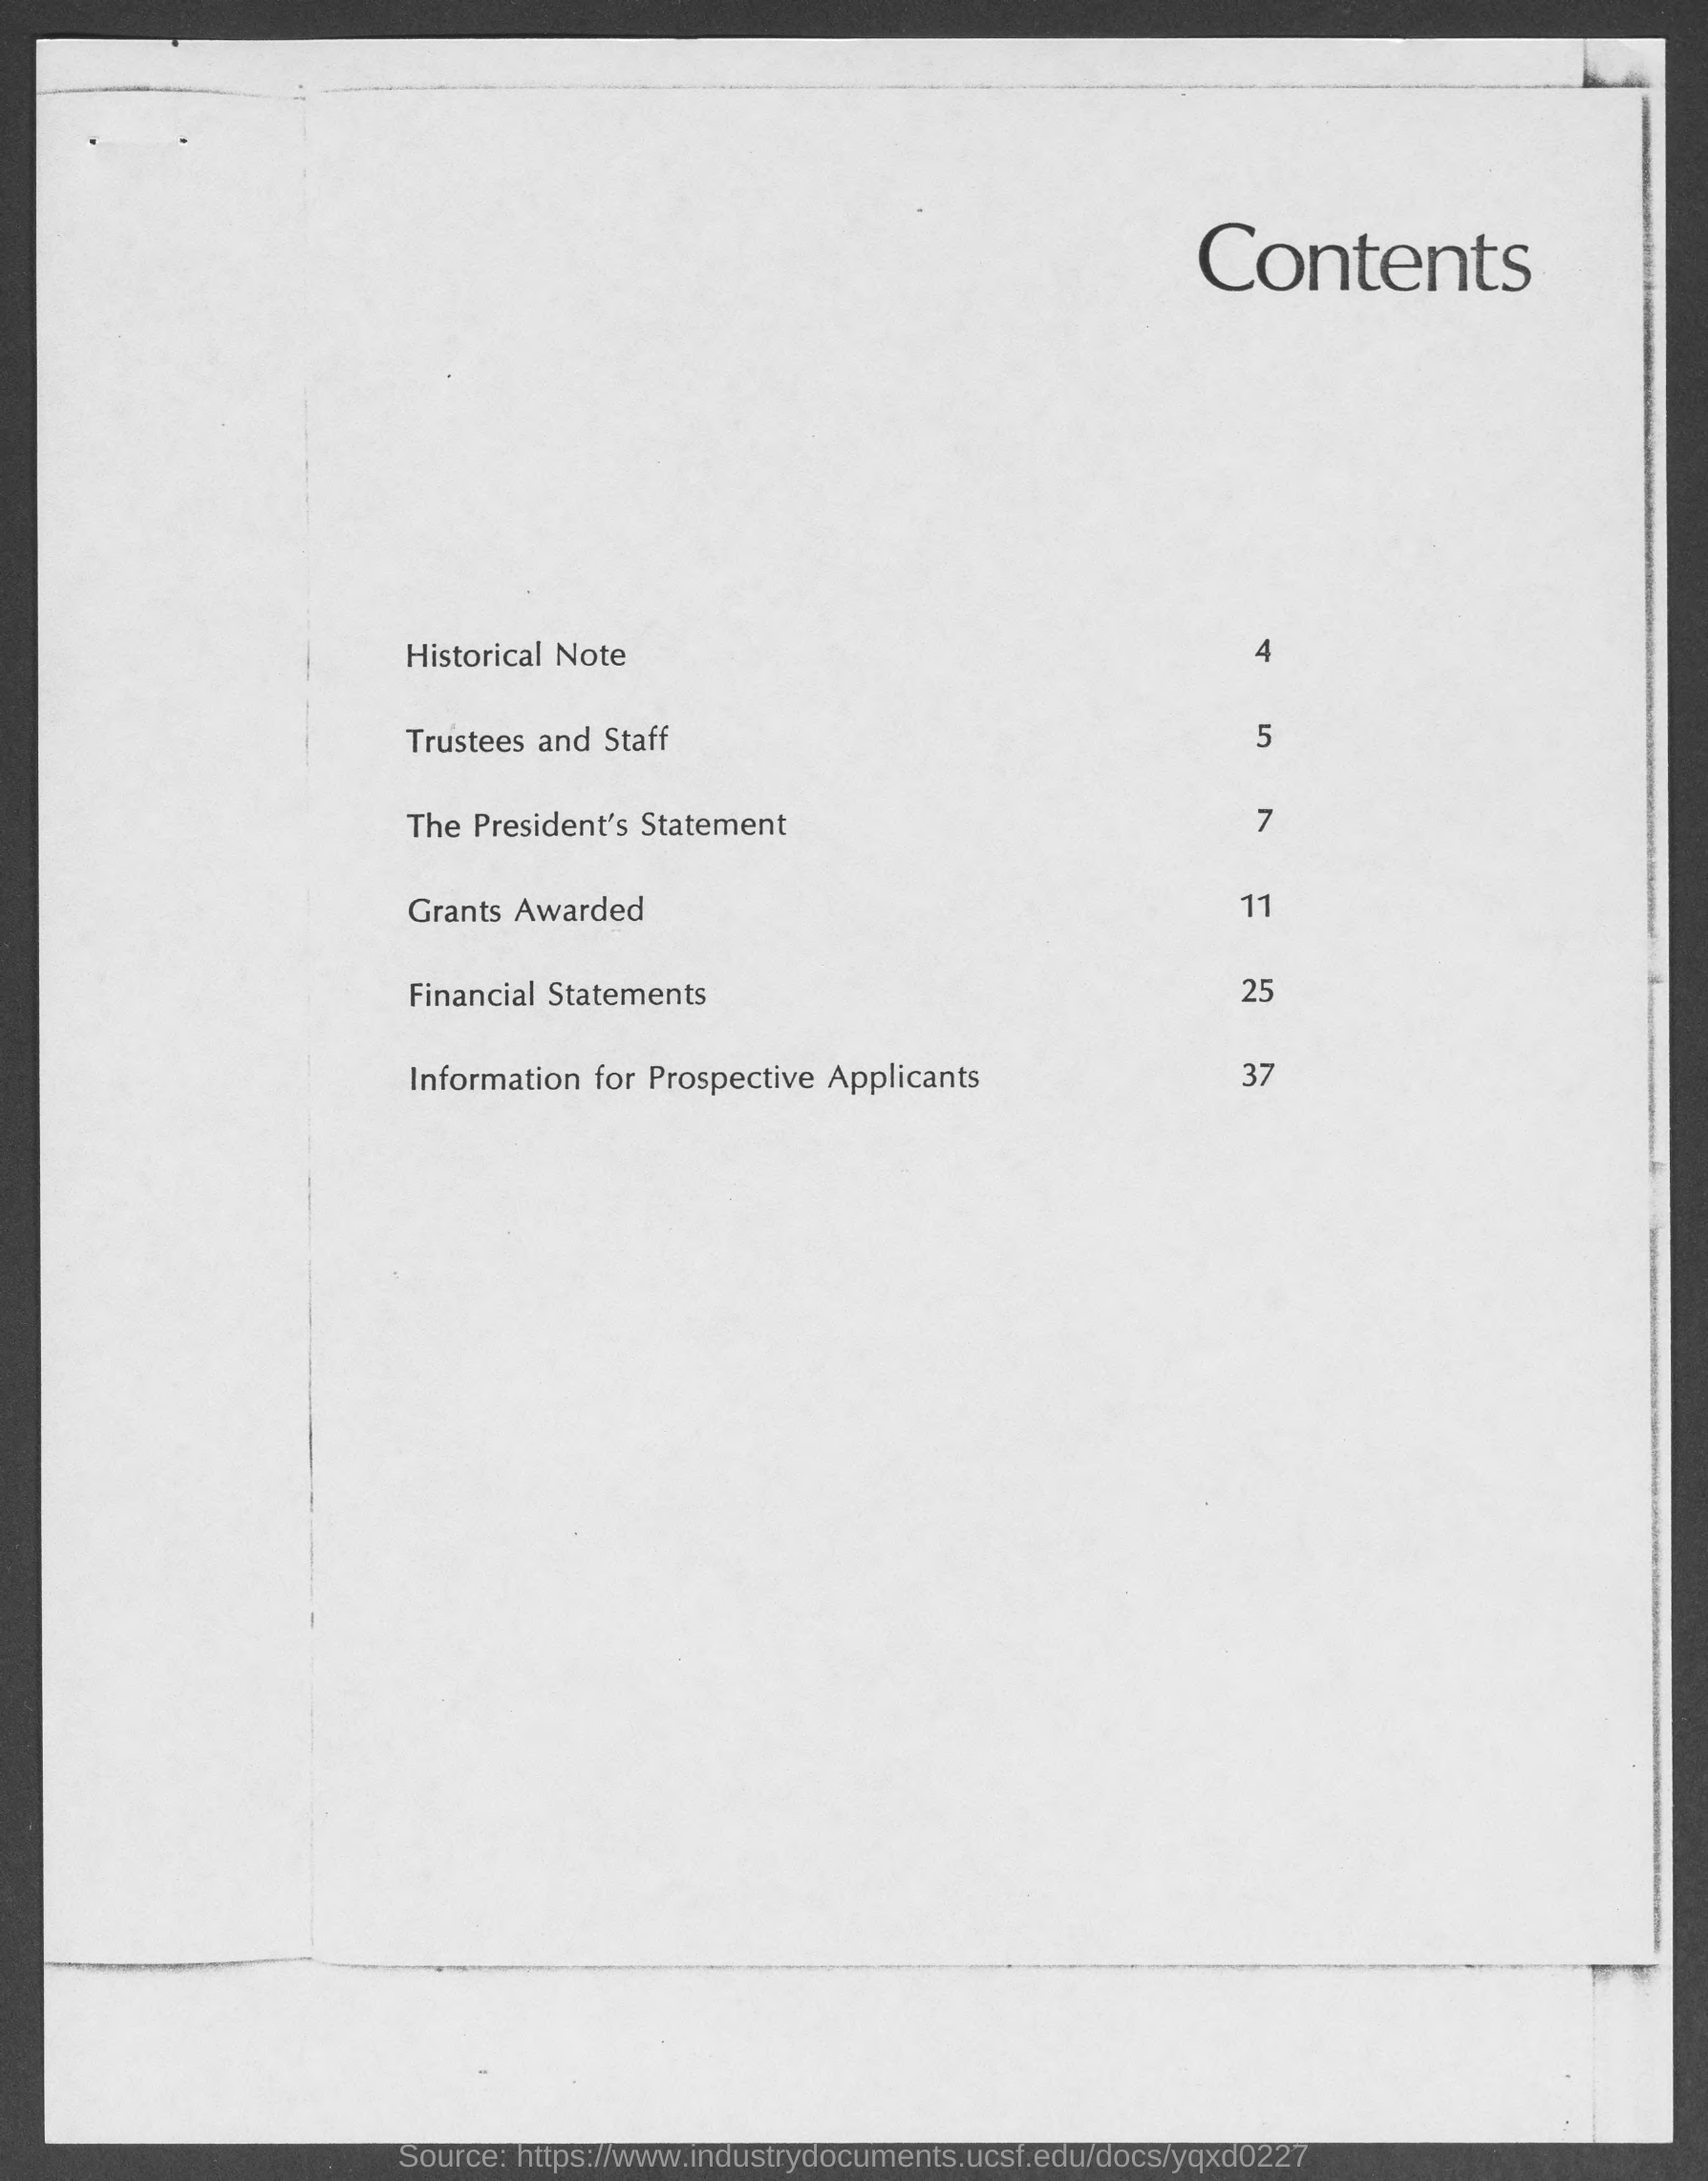 Contents
Historical Note 4
Trustees and Staff 5
The President's Statement 7
Grants Awarded 11
Financial Statements 25
Information for Prospective Applicants 37
Source: https://www.industrydocuments.ucsf.edu/docs/yqxd0227